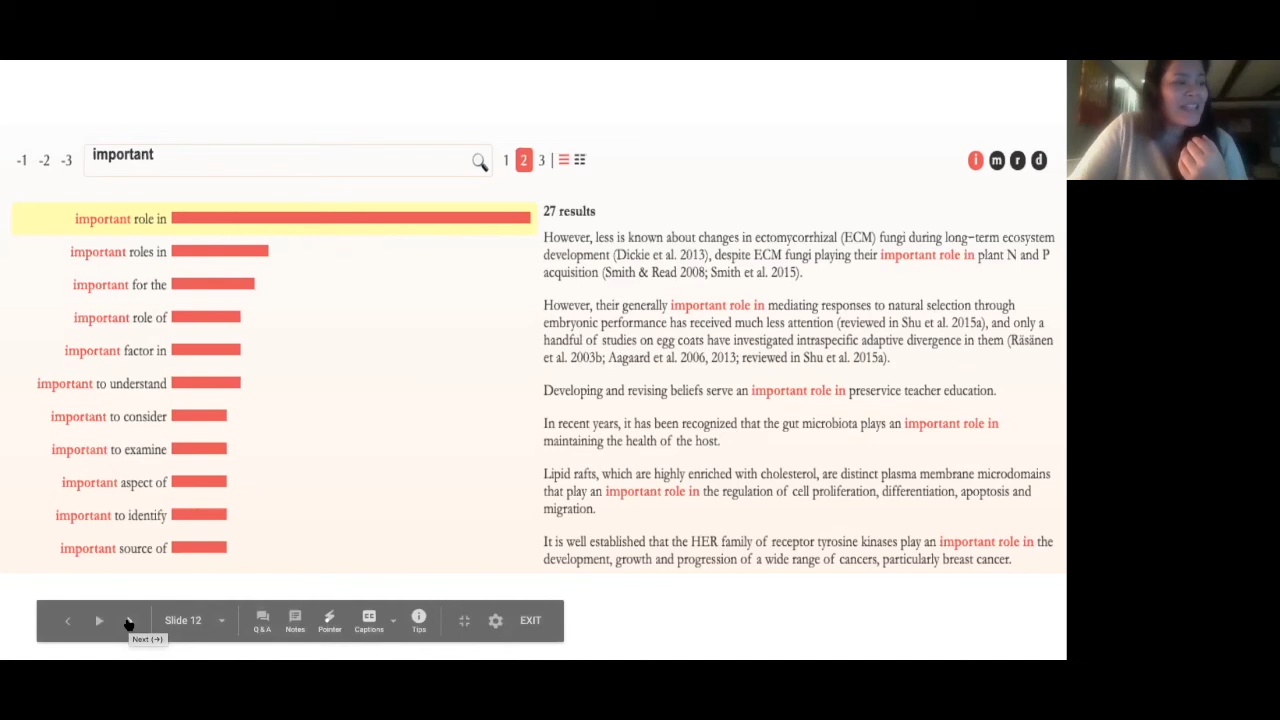 -1 -2 -3 important 1 2 3
i m r d
important role in
important roles in
important for the
important role of
important factor in
important to understand
important to consider
important to examine
important aspect of
important to identify
important source of
27 results
However, less is known about changes in ectomycorrhizal (ECM) fungi during long−term ecosystem
development (Dickie et al. 2013), despite ECM fungi playing their important role in plant N and P
acquisition (Smith & Read 2008; Smith et al. 2015).
However, their generally important role in mediating responses to natural selection through
embryonic performance has received much less attention (reviewed in Shu et al. 2015a), and only a
handful of studies on egg coats have investigated intraspecific adaptive divergence in them (Räsänen
et al. 2003b; Aagaard et al. 2006, 2013; reviewed in Shu et al. 2015a).
Developing and revising beliefs serve an important role in preservice teacher education.
In recent years, it has been recognized that the gut microbiota plays an important role in
maintaining the health of the host.
Lipid rafts, which are highly enriched with cholesterol, are distinct plasma membrane microdomains
that play an important role in the regulation of cell proliferation, differentiation, apoptosis and
migration.
It is well established that the HER family of receptor tyrosine kinases play an important role in the
development, growth and progression of a wide range of cancers, particularly breast cancer.
Slide 12
Q & A Notes Pointer Captions Tips EXIT
Next (→)